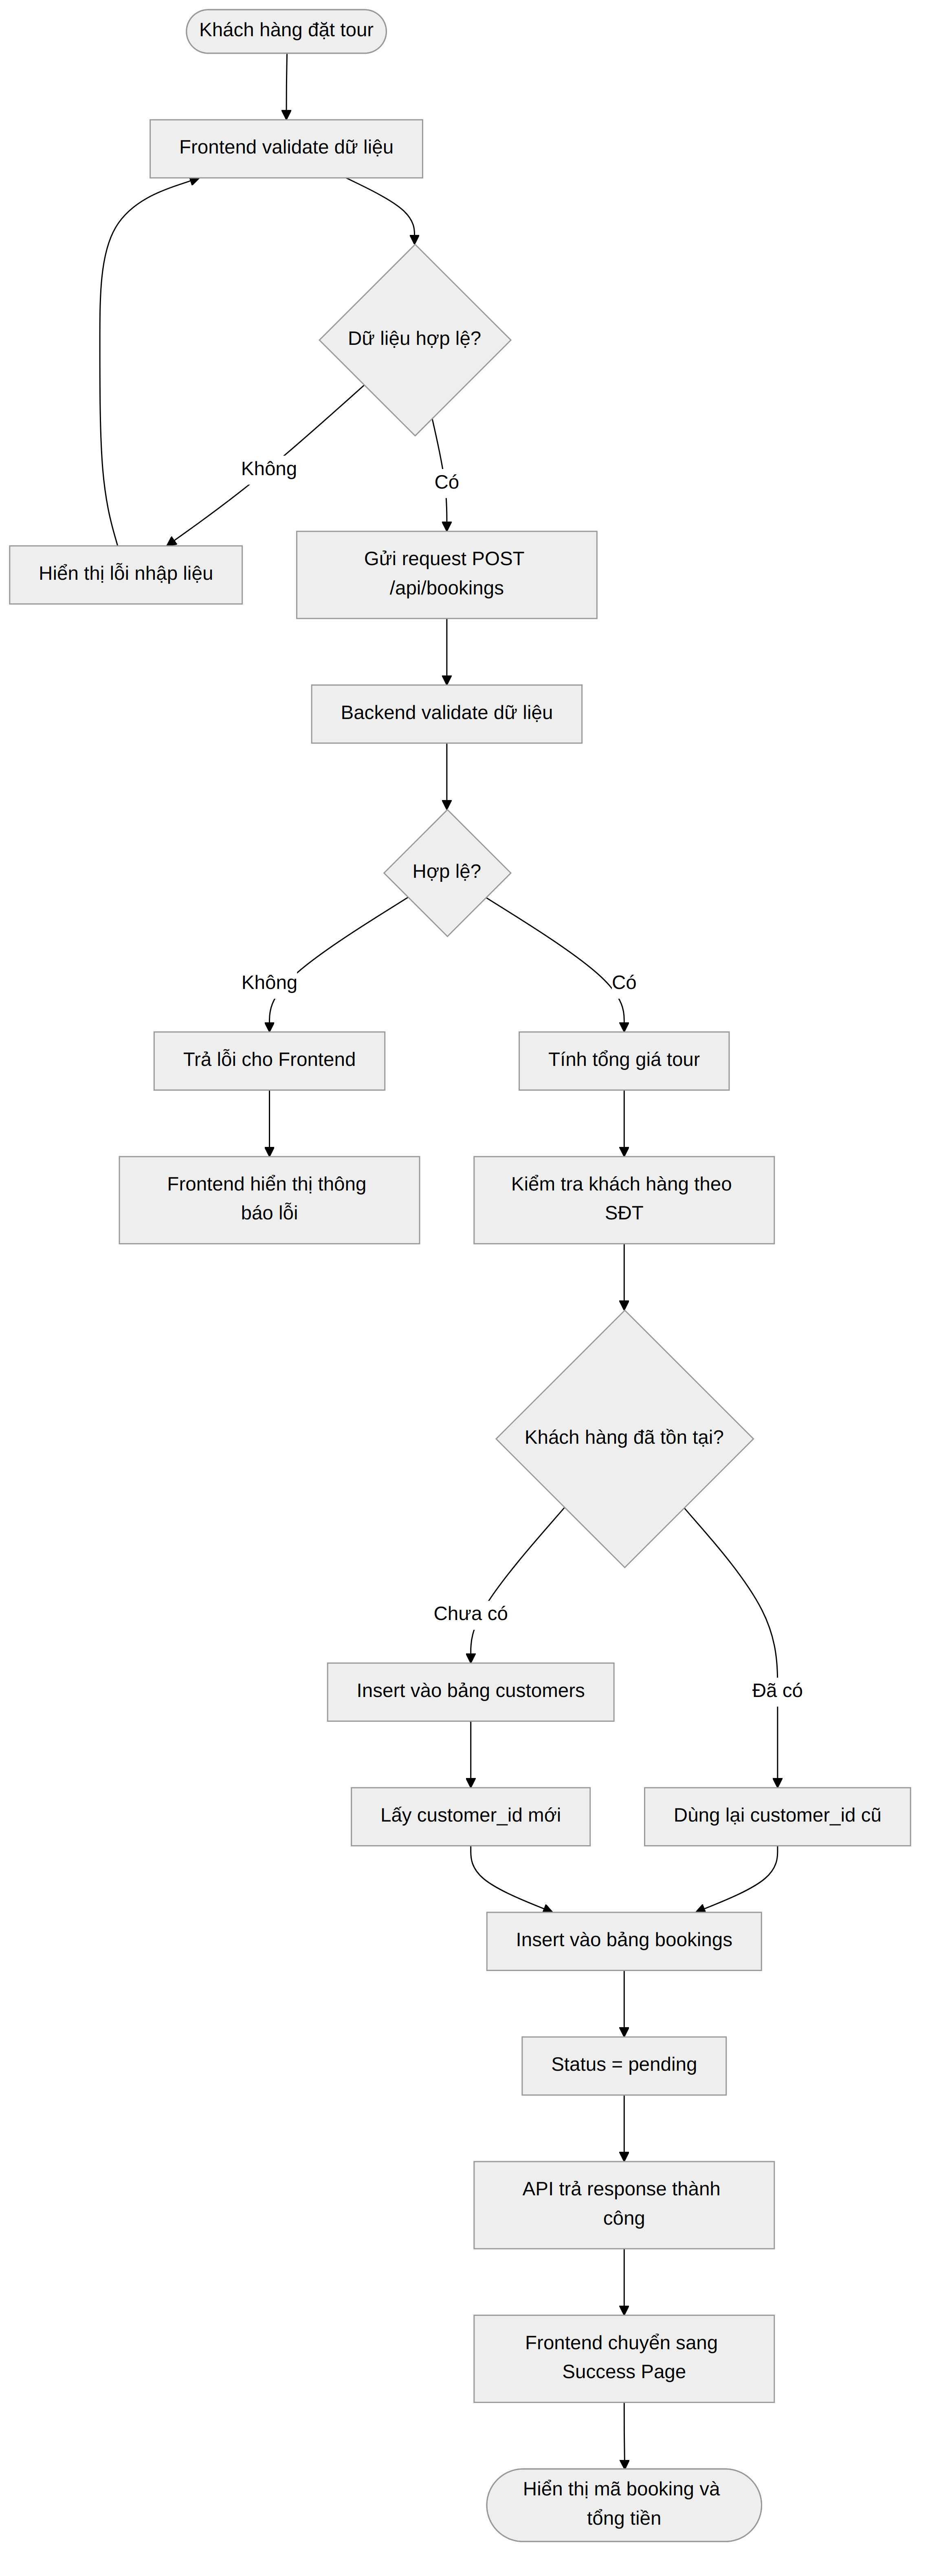 Khách hàng đặt tour
Frontend validate dữ liệu
Dữ liệu hợp lệ?
Không
Có
Hiển thị lỗi nhập liệu
Gửi request POST
/api/bookings
Backend validate dữ liệu
Hợp lệ?
Không
Có
Trả lỗi cho Frontend
Tính tổng giá tour
Frontend hiển thị thông
báo lỗi
Kiểm tra khách hàng theo
SĐT
Khách hàng đã tồn tại?
Chưa có
Insert vào bảng customers
Đã có
Lấy customer_id mới
Dùng lại customer_id cũ
Insert vào bảng bookings
Status = pending
API trả response thành
công
Frontend chuyển sang
Success Page
Hiển thị mã booking và
tổng tiền